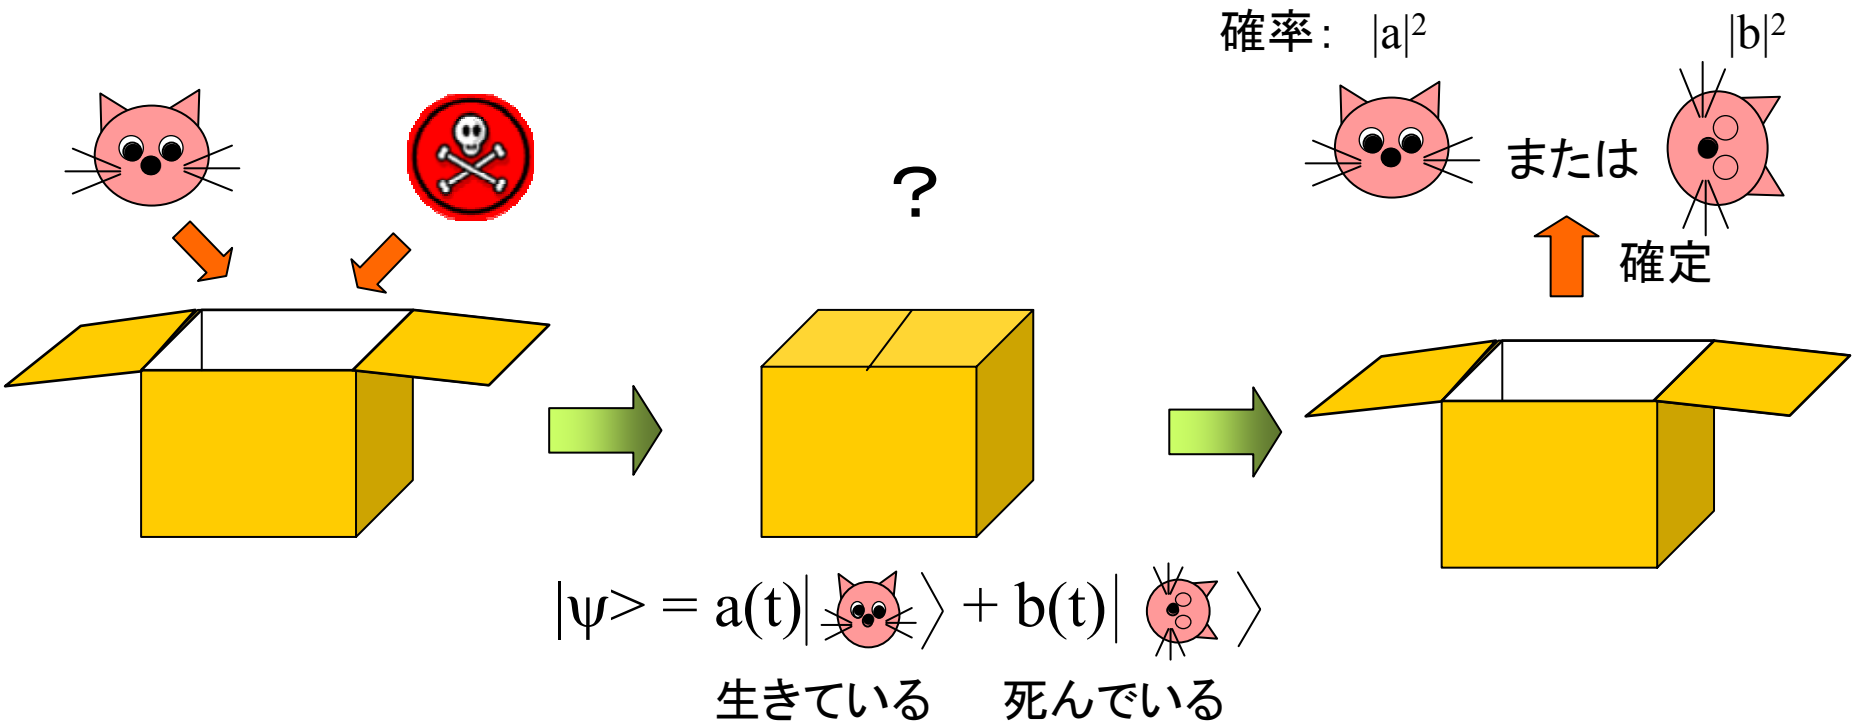 確率： |a|² |b|²
?
または
確定
|ψ> = a(t)| 〉 + b(t)| 〉
生きている 死んでいる